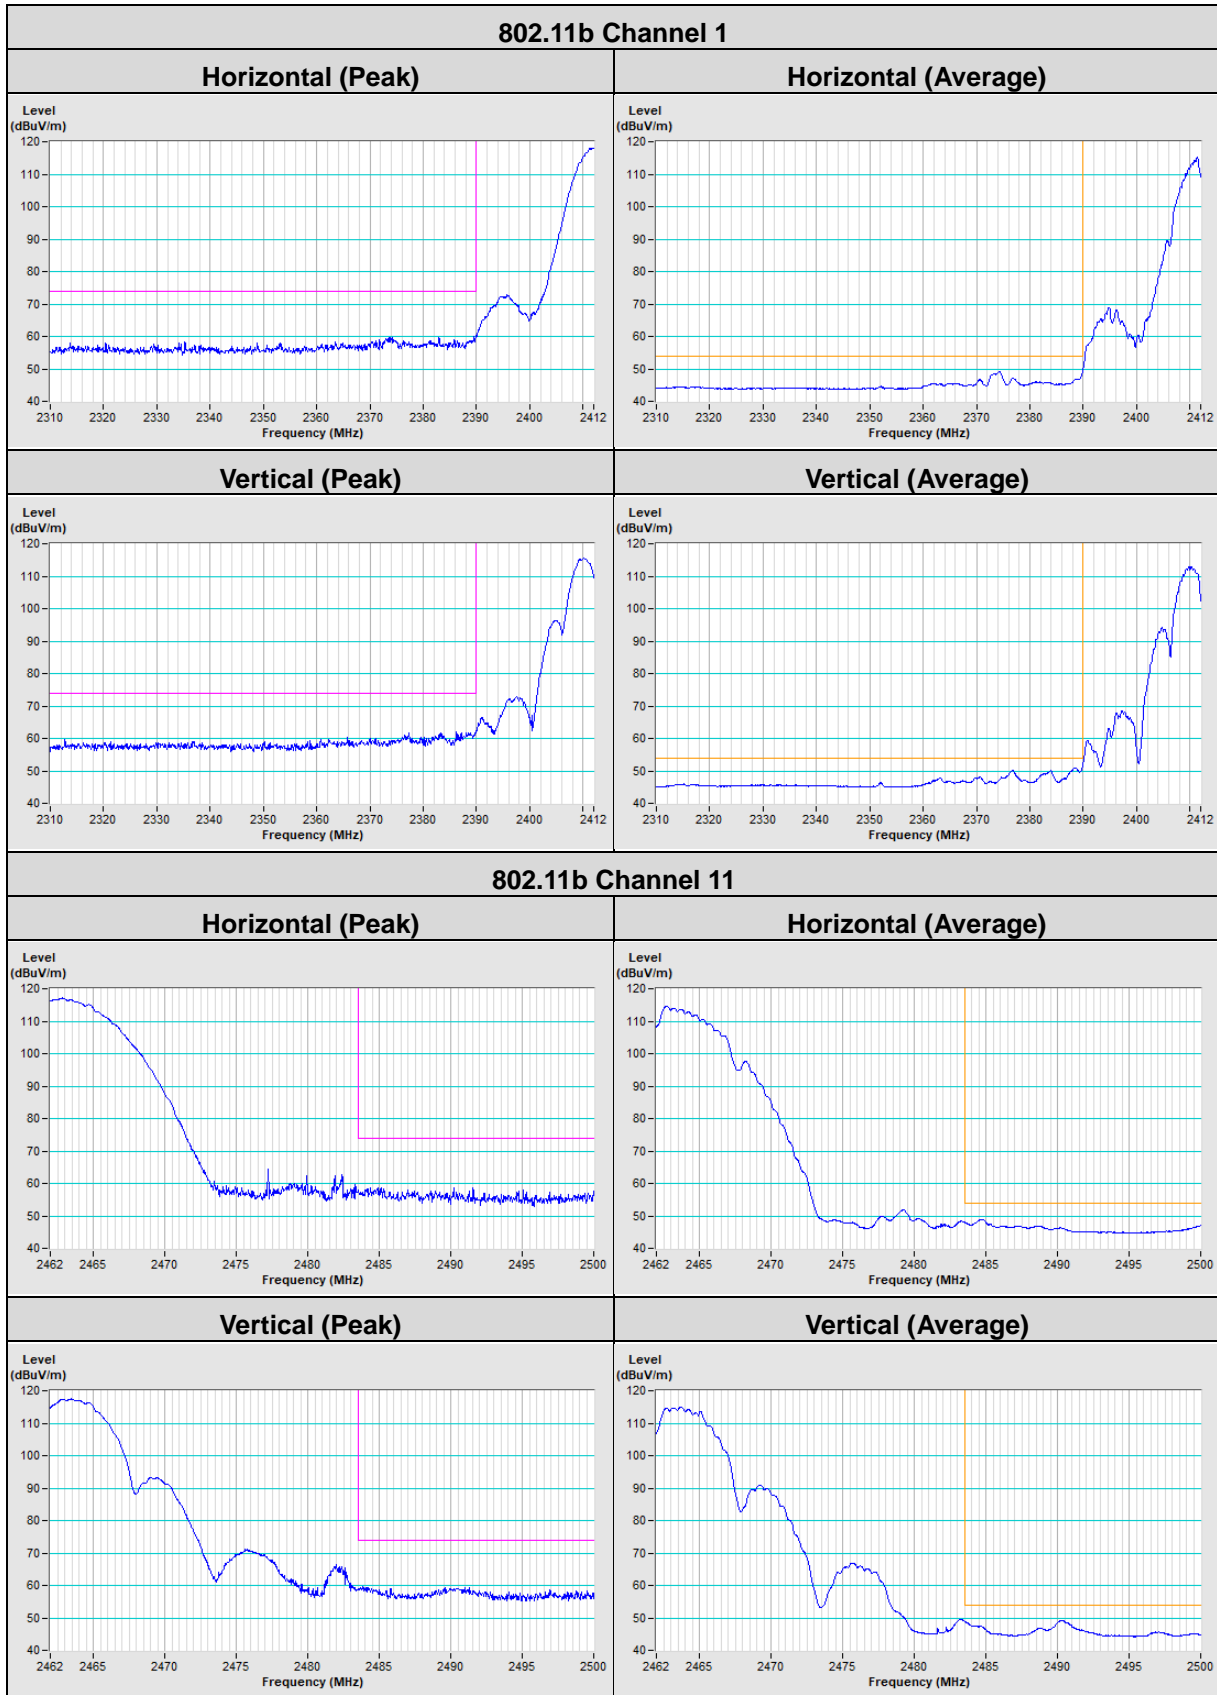 802.11b Channel 1
Horizontal (Peak)
Horizontal (Average)
Level
(dBuV/m)
120
110
100
90
80
70
60
50
40
2310 2320 2330 2340 2350 2360 2370 2380 2390 2400 2412
Frequency (MHz)
Level
(dBuV/m)
120
110
100
90
80
70
60
50
40
2310 2320 2330 2340 2350 2360 2370 2380 2390 2400 2412
Frequency (MHz)
Vertical (Peak)
Vertical (Average)
Level
(dBuV/m)
120
110
100
90
80
70
60
50
40
2310 2320 2330 2340 2350 2360 2370 2380 2390 2400 2412
Frequency (MHz)
Level
(dBuV/m)
120
110
100
90
80
70
60
50
40
2310 2320 2330 2340 2350 2360 2370 2380 2390 2400 2412
Frequency (MHz)
802.11b Channel 11
Horizontal (Peak)
Horizontal (Average)
Level
(dBuV/m)
120
110
100
90
80
70
60
50
40
2462 2465 2470 2475 2480 2485 2490 2495 2500
Frequency (MHz)
Level
(dBuV/m)
120
110
100
90
80
70
60
50
40
2462 2465 2470 2475 2480 2485 2490 2495 2500
Frequency (MHz)
Vertical (Peak)
Vertical (Average)
Level
(dBuV/m)
120
110
100
90
80
70
60
50
40
2462 2465 2470 2475 2480 2485 2490 2495 2500
Frequency (MHz)
Level
(dBuV/m)
120
110
100
90
80
70
60
50
40
2462 2465 2470 2475 2480 2485 2490 2495 2500
Frequency (MHz)